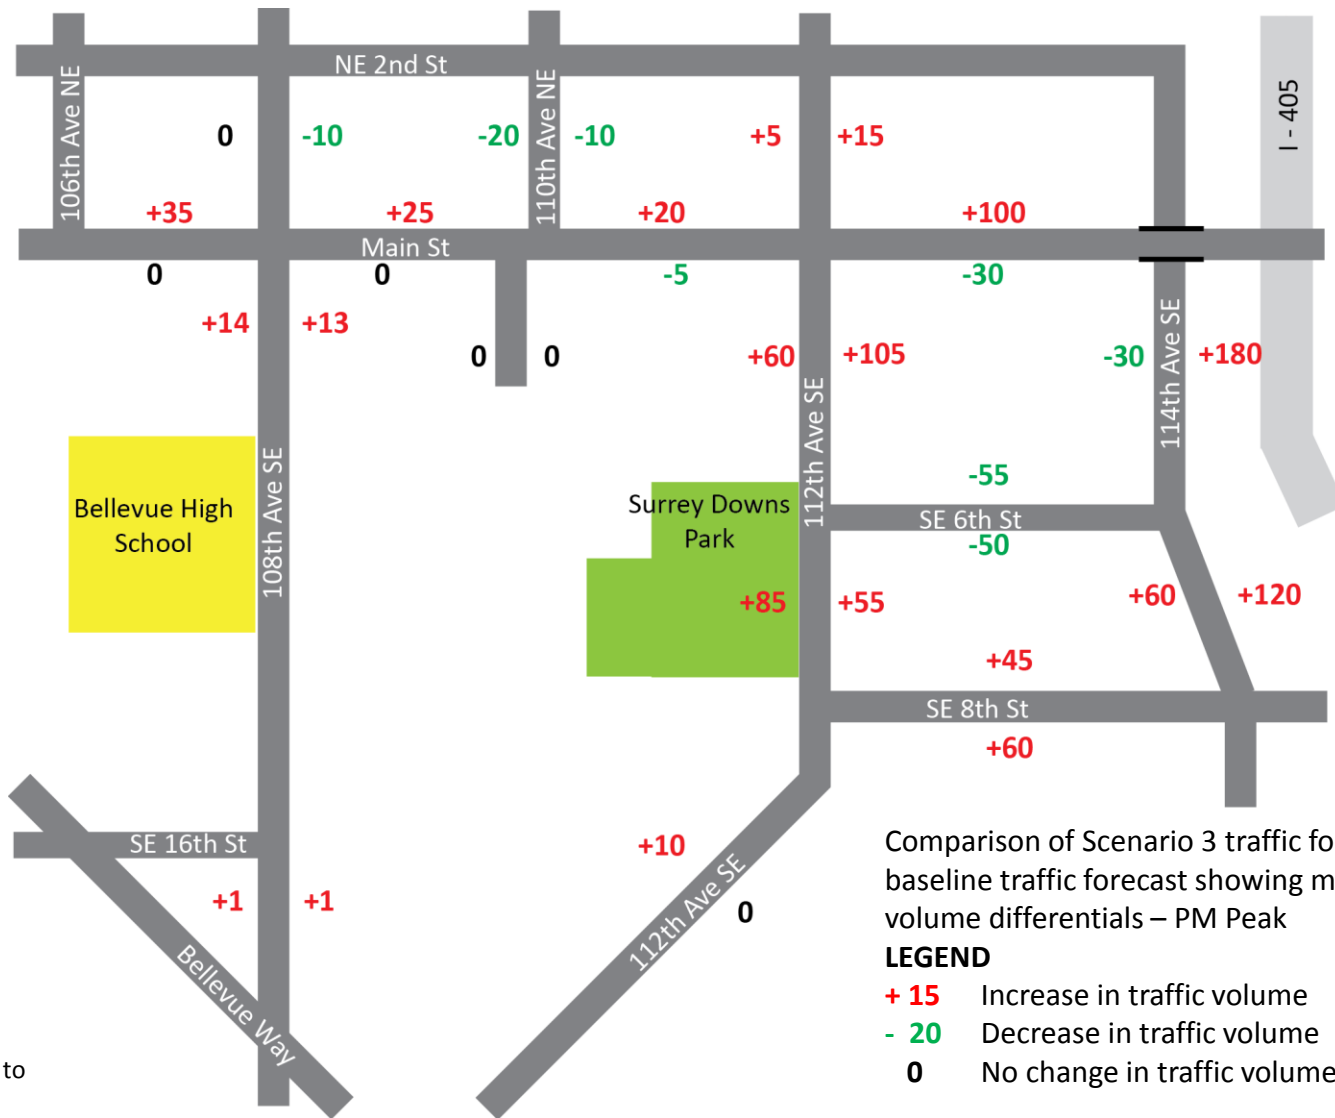 NE 2nd St
106th Ave NE
110th Ave NE
I - 405
0
-10
-20
-10
+5
+15
+35
+25
+20
+100
Main St
0
0
-5
-30
+14
+13
0
0
+60
+105
-30
+180
114th Ave SE
112th Ave SE
108th Ave SE
Bellevue High
School
Surrey Downs
Park
-55
SE 6th St
-50
+85
+55
+60
+120
+45
SE 8th St
+60
SE 16th St
+10
+1
+1
112th Ave SE
0
Bellevue Way
to
Comparison of Scenario 3 traffic fo
baseline traffic forecast showing m
volume differentials – PM Peak
LEGEND
+ 15 Increase in traffic volume
- 20 Decrease in traffic volume
0 No change in traffic volume